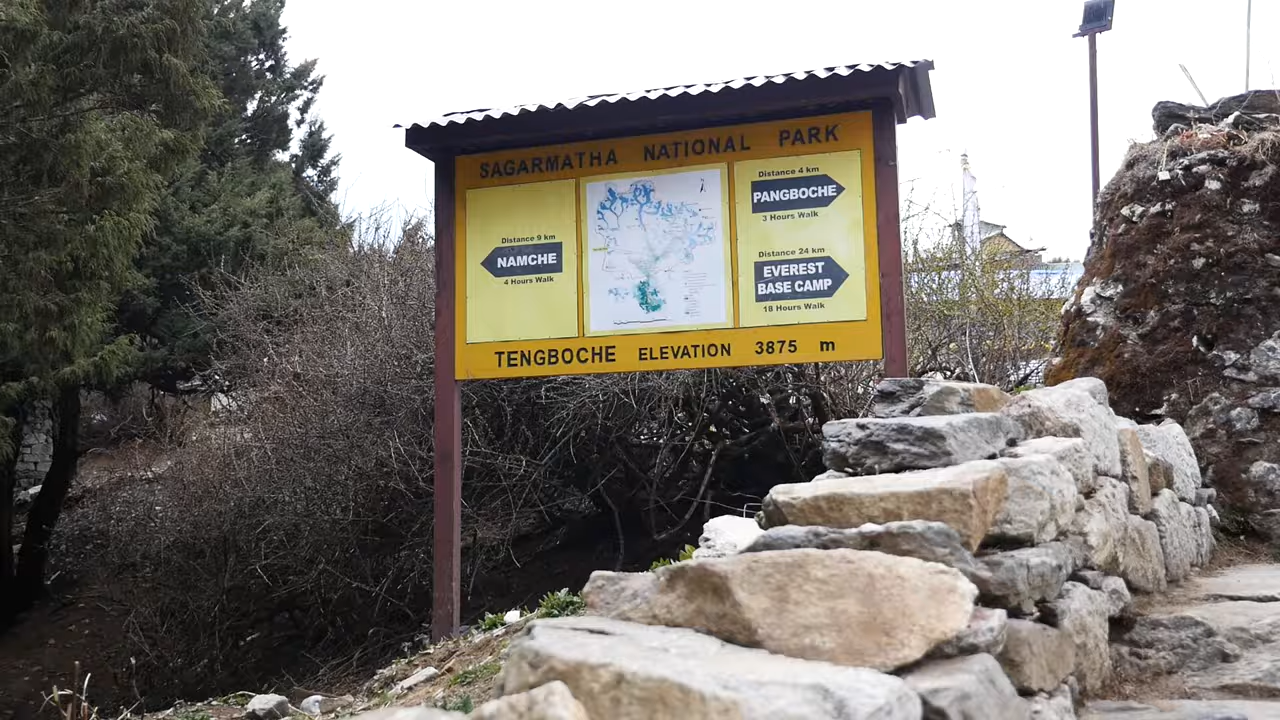 SAGARMATHA NATIONAL PARK
Distance 9 km
NAMCHE
4 Hours Walk
Distance 4 km
PANGBOCHE
3 Hours Walk
Distance 24 km
EVEREST
BASE CAMP
18 Hours Walk
TENGBOCHE ELEVATION 3875 m